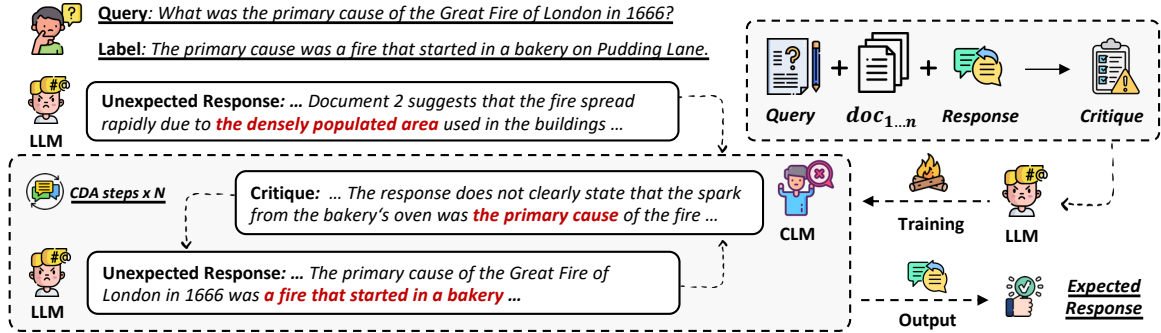 Query: What was the primary cause of the Great Fire of London in 1666?
Label: The primary cause was a fire that started in a bakery on Pudding Lane.
LLM
Unexpected Response: ... Document 2 suggests that the fire spread
rapidly due to the densely populated area used in the buildings ...
Query
doc1...n
Response
Critique
CDA steps x N
Critique: ... The response does not clearly state that the spark
from the bakery's oven was the primary cause of the fire ...
CLM
Training
LLM
LLM
Unexpected Response: ... The primary cause of the Great Fire of
London in 1666 was a fire that started in a bakery ...
Output
Expected
Response